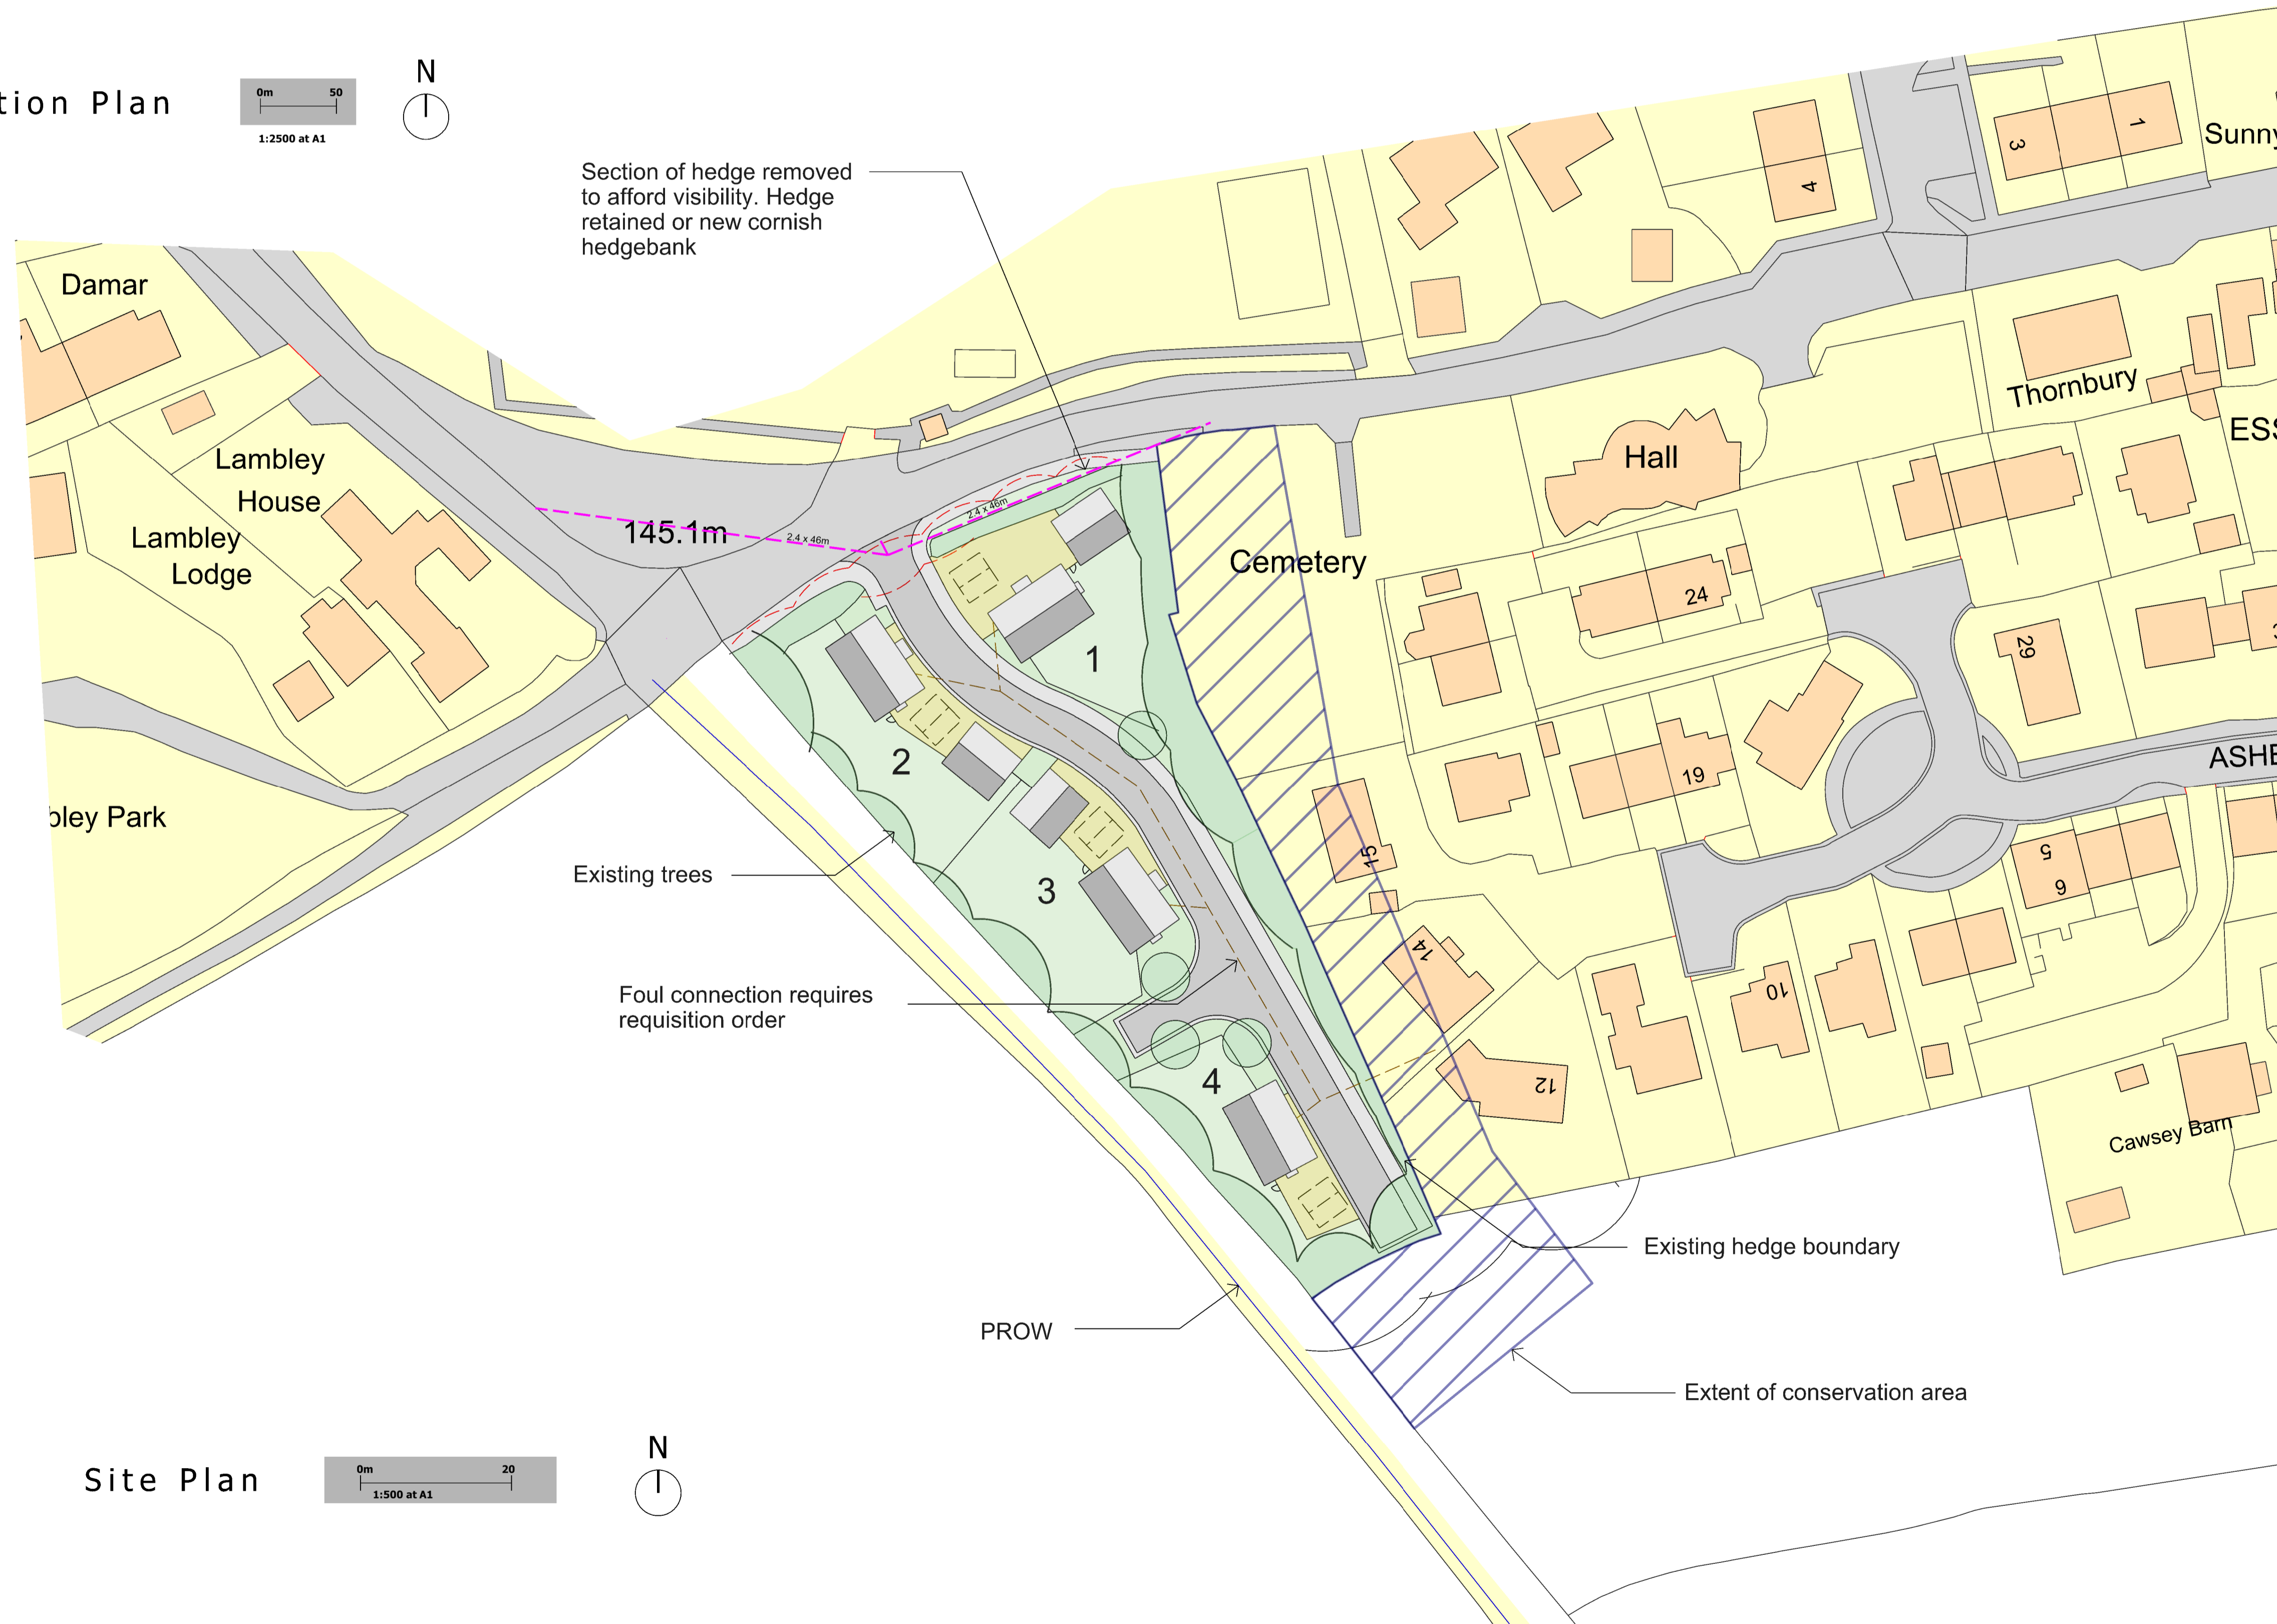 tion Plan
0m 50
1:2500 at A1
N
Section of hedge removed
to afford visibility. Hedge
retained or new cornish
hedgebank
Damar
Lambley
House
Lambley
Lodge
bley Park
145.1m
2.4 x 46m
2.4 x 46m
4
3
1
Sunny
Thornbury
ESS
Hall
Cemetery
24
29
19
15
14
12
10
5
6
ASHE
Cawsey Barn
1
2
3
4
Existing trees
Foul connection requires
requisition order
PROW
Existing hedge boundary
Extent of conservation area
Site Plan
0m 20
1:500 at A1
N